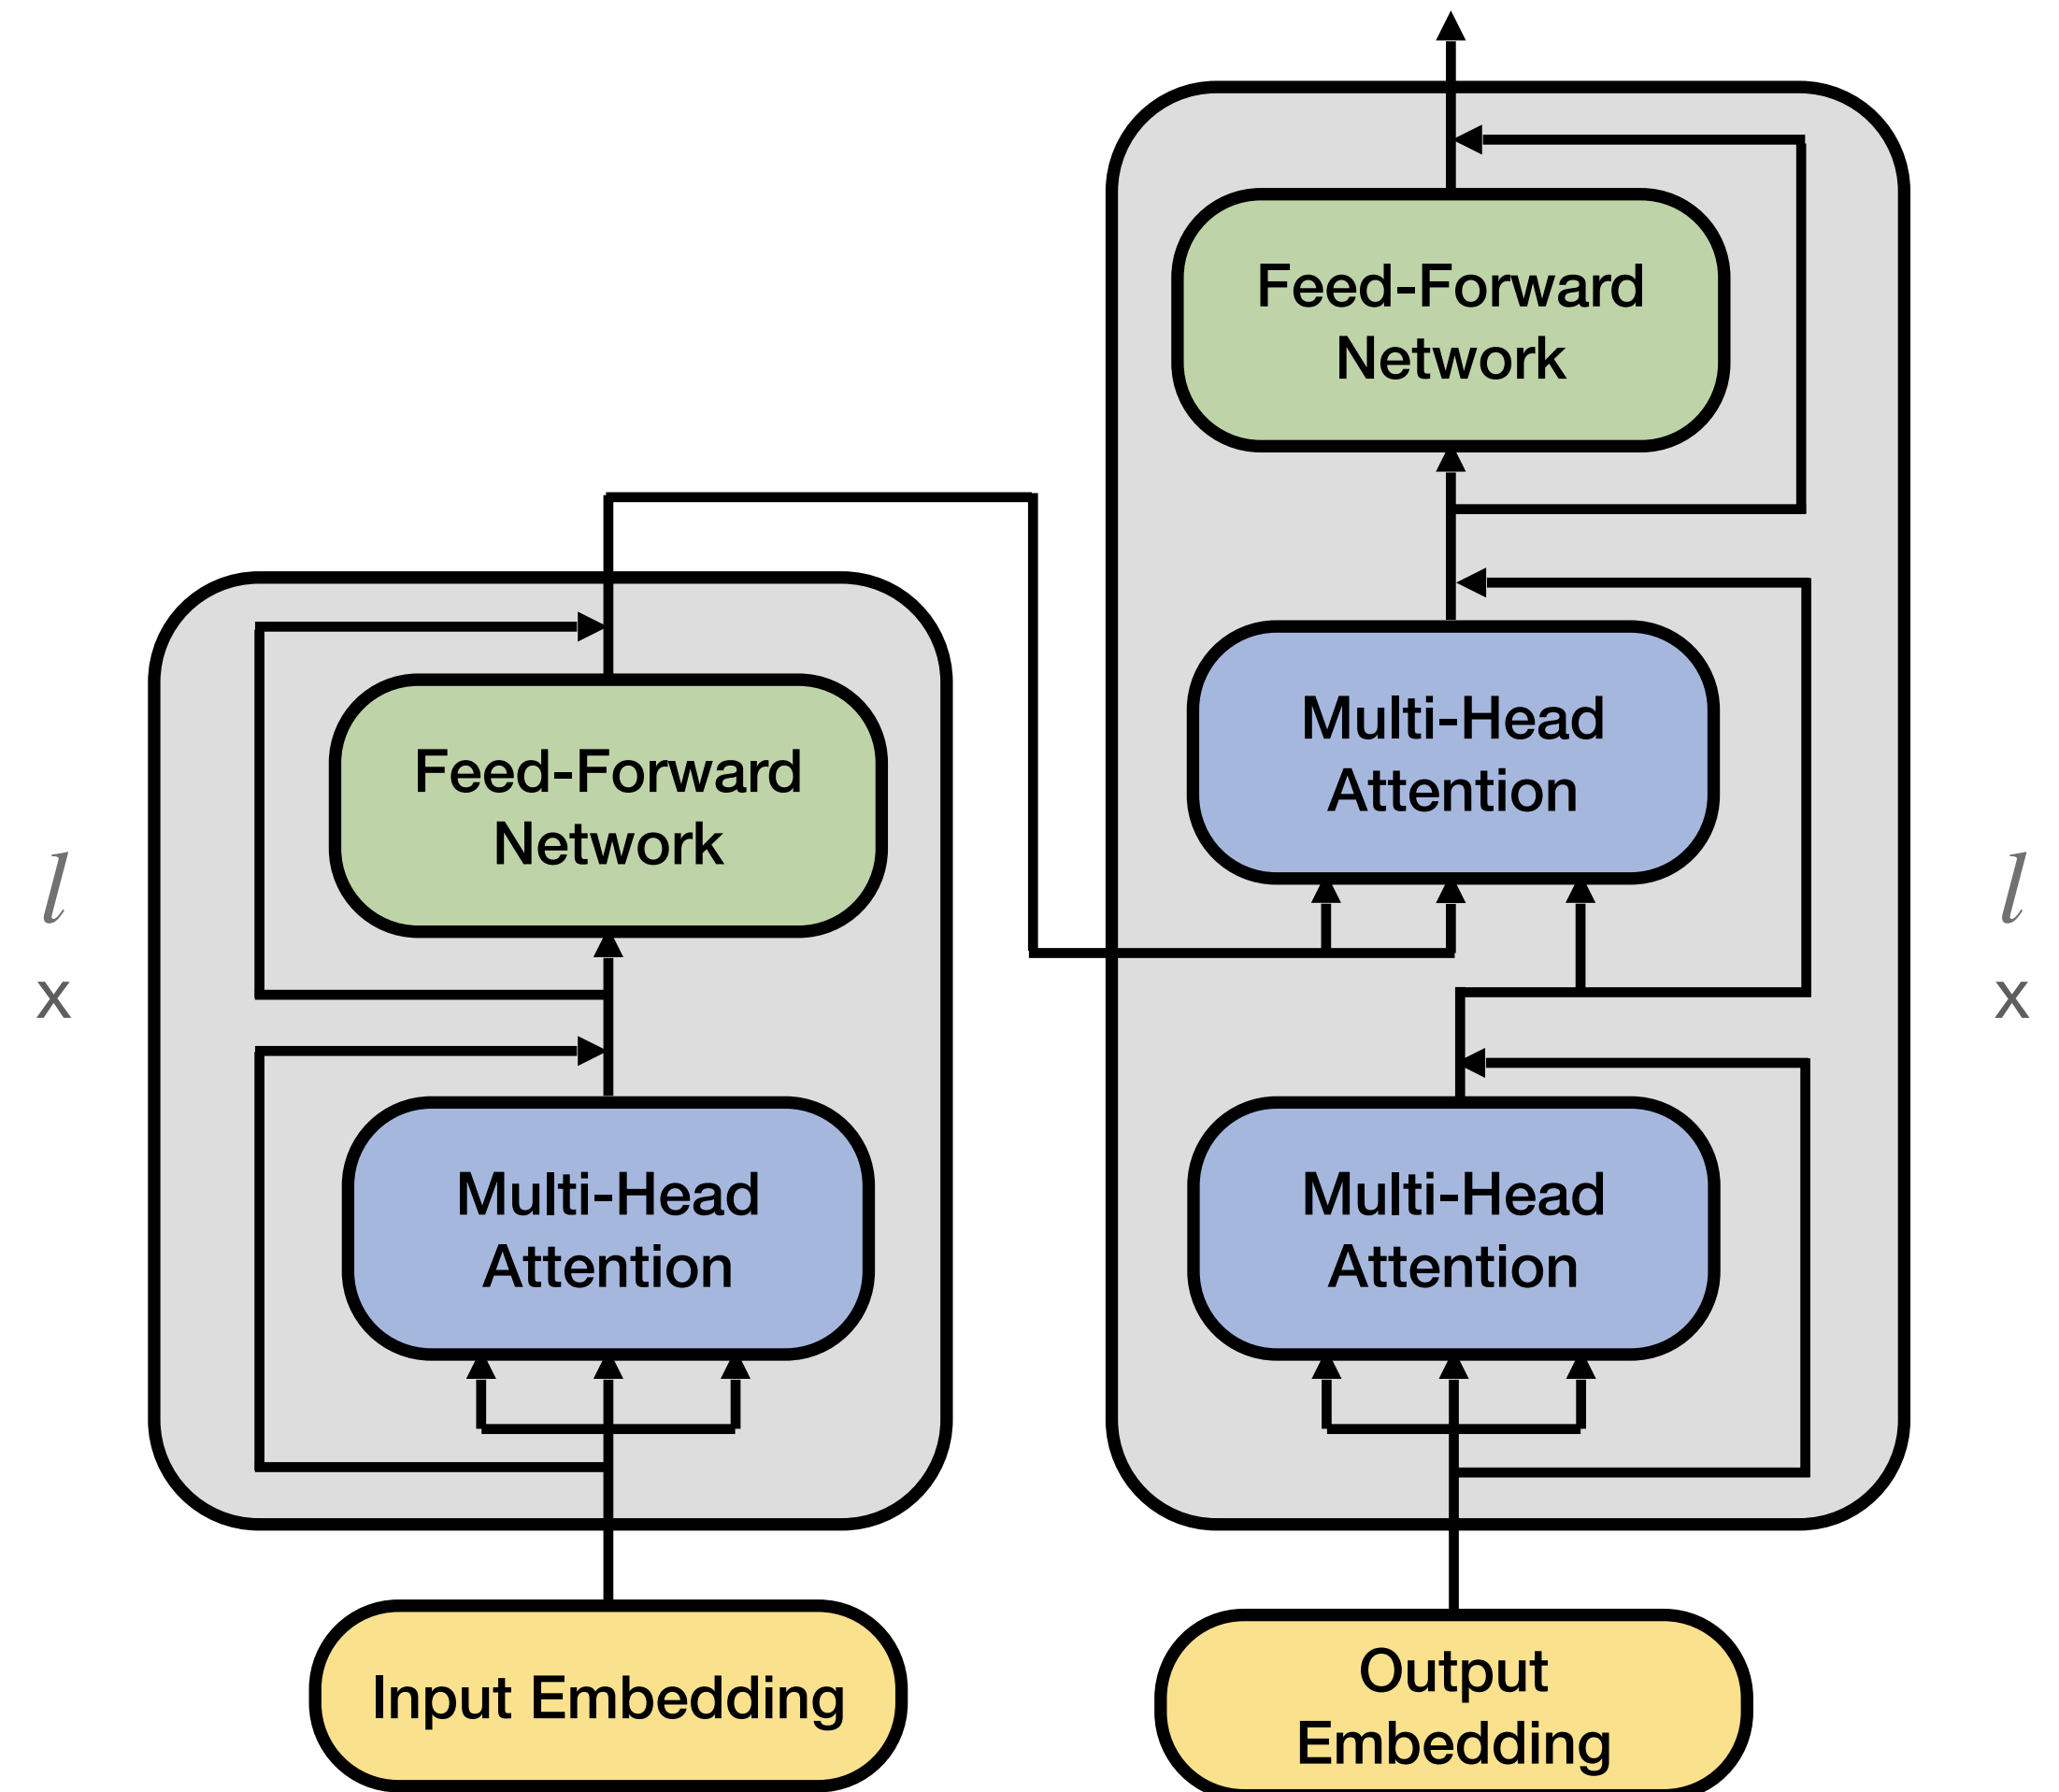 Feed-Forward
Network
Multi-Head
Attention
Input Embedding
l
x
Feed-Forward
Network
Multi-Head
Attention
Multi-Head
Attention
Output
Embedding
l
x